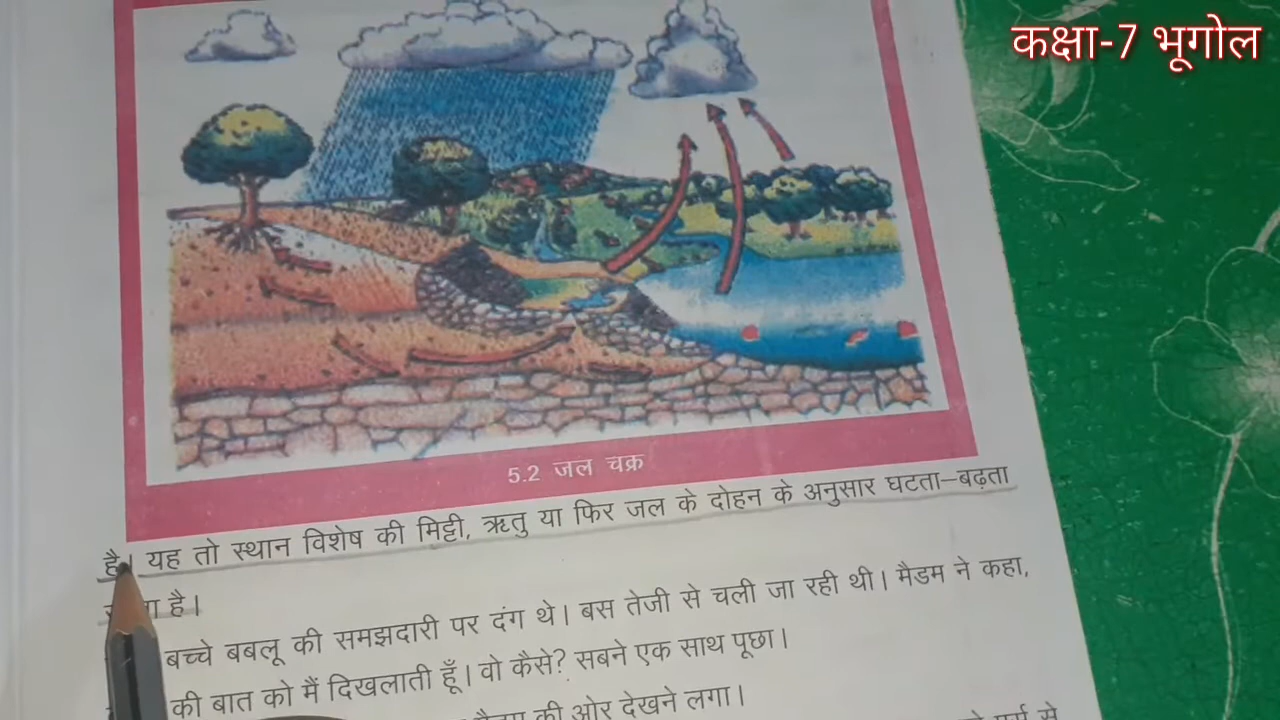 कक्षा-7 भूगोल
5.2 जल चक्र
है। यह तो स्थान विशेष की मिट्टी, ऋतु या फिर जल के दोहन के अनुसार घटता–बढ़ता
है।
बच्चे बबलू की समझदारी पर दंग थे। बस तेजी से चली जा रही थी। मैडम ने कहा,
की बात को मैं दिखलाती हूँ। वो कैसे? सबने एक साथ पूछा।
की ओर देखने लगा।